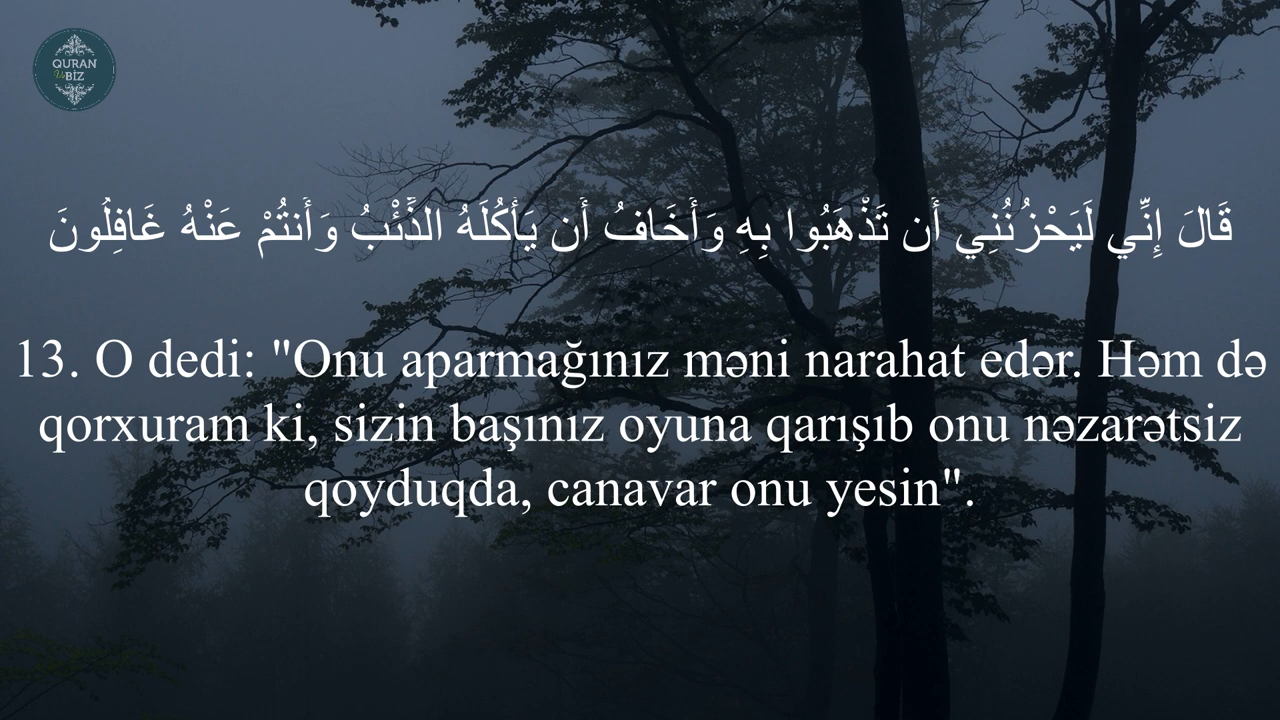 QURAN
Və BİZ
قَالَ إِنِّي لَيَحْزُنُنِي أَن تَذْهَبُوا بِهِ وَأَخَافُ أَن يَأْكُلَهُ الذِّئْبُ وَأَنتُمْ عَنْهُ غَافِلُونَ
13. O dedi: "Onu aparmağınız məni narahat edər. Həm də
qorxuram ki, sizin başınız oyuna qarışıb onu nəzarətsiz
qoyduqda, canavar onu yesin".